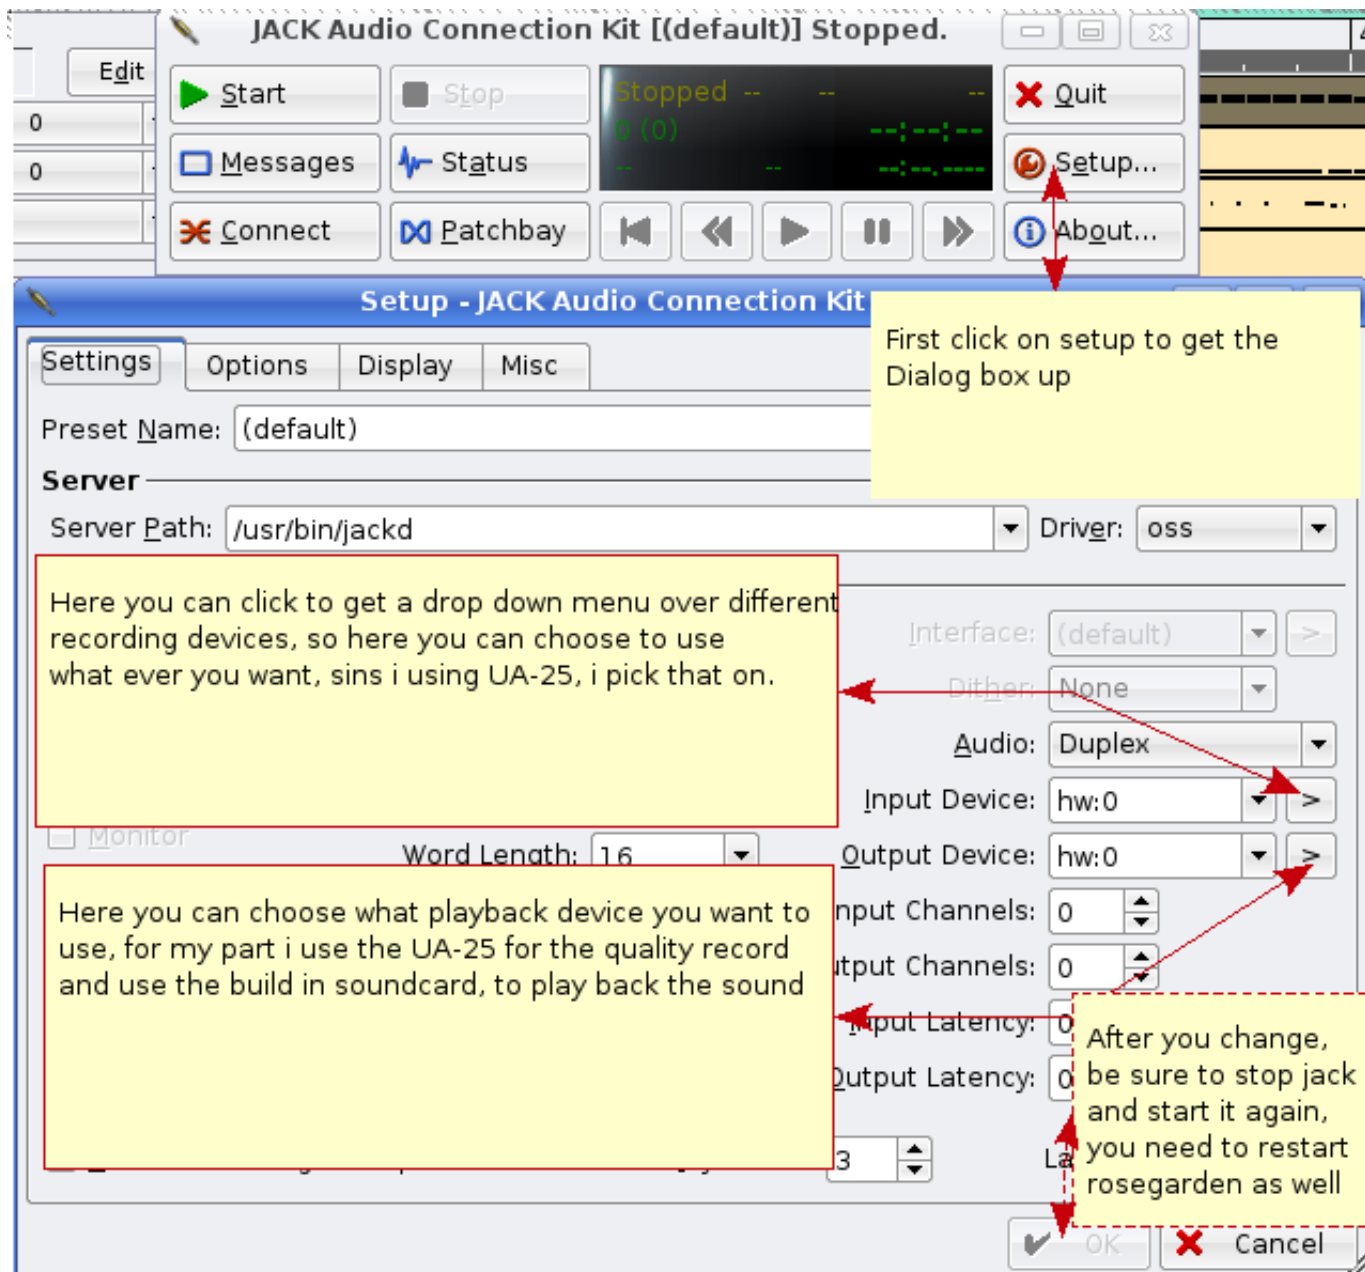 JACK Audio Connection Kit [(default)] Stopped.
Edit
Start
Stop
Stopped -- -- --
Quit
0
0 (0) --:--:--
Messages
Status
-- -- --:--.----
Setup...
0
Connect
Patchbay
About...
Setup - JACK Audio Connection Kit
First click on setup to get the
Dialog box up
Settings
Options
Display
Misc
Preset Name: (default)
Server
Server Path: /usr/bin/jackd
Driver: oss
Here you can click to get a drop down menu over different
recording devices, so here you can choose to use
what ever you want, sins i using UA-25, i pick that on.
Interface: (default) >
Dither: None
Audio: Duplex
Input Device: hw:0 >
Monitor
Word Length: 16
Output Device: hw:0 >
Here you can choose what playback device you want to
use, for my part i use the UA-25 for the quality record
and use the build in soundcard, to play back the sound
nput Channels: 0
utput Channels: 0
Input Latency: 0
Output Latency: 0
After you change,
be sure to stop jack
and start it again,
you need to restart
rosegarden as well
3
La
OK
Cancel